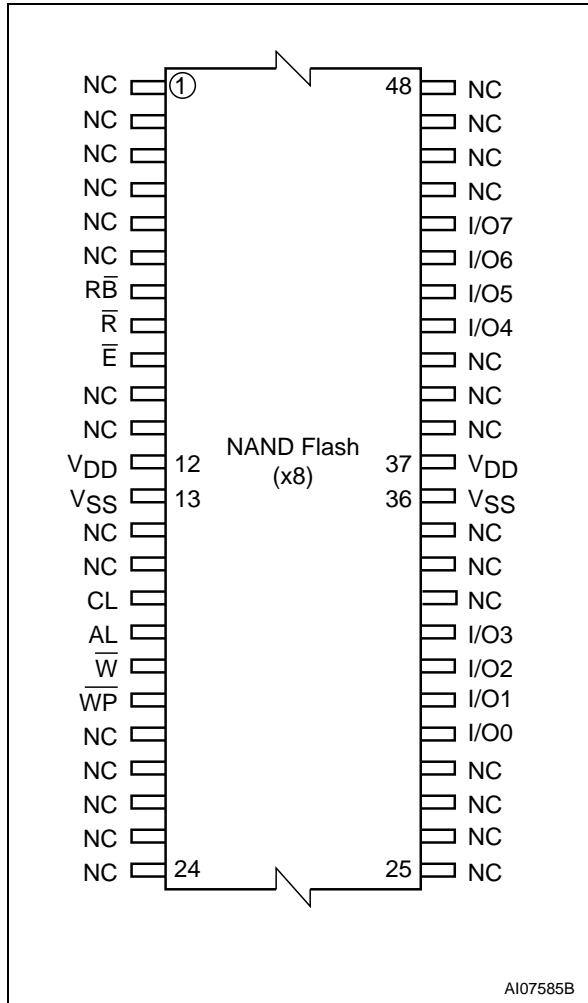 NC ① 48 NC
NC NC
NC NC
NC NC
NC I/O7
NC I/O6
RB̅ I/O5
R̅ I/O4
E̅ NC
NC NC
NC NC
VDD 12 NAND Flash 37 VDD
(x8)
VSS 13 36 VSS
NC NC
NC NC
CL NC
AL I/O3
W̅ I/O2
W̅P̅ I/O1
NC I/O0
NC NC
NC NC
NC NC
NC 24 25 NC
AI07585B